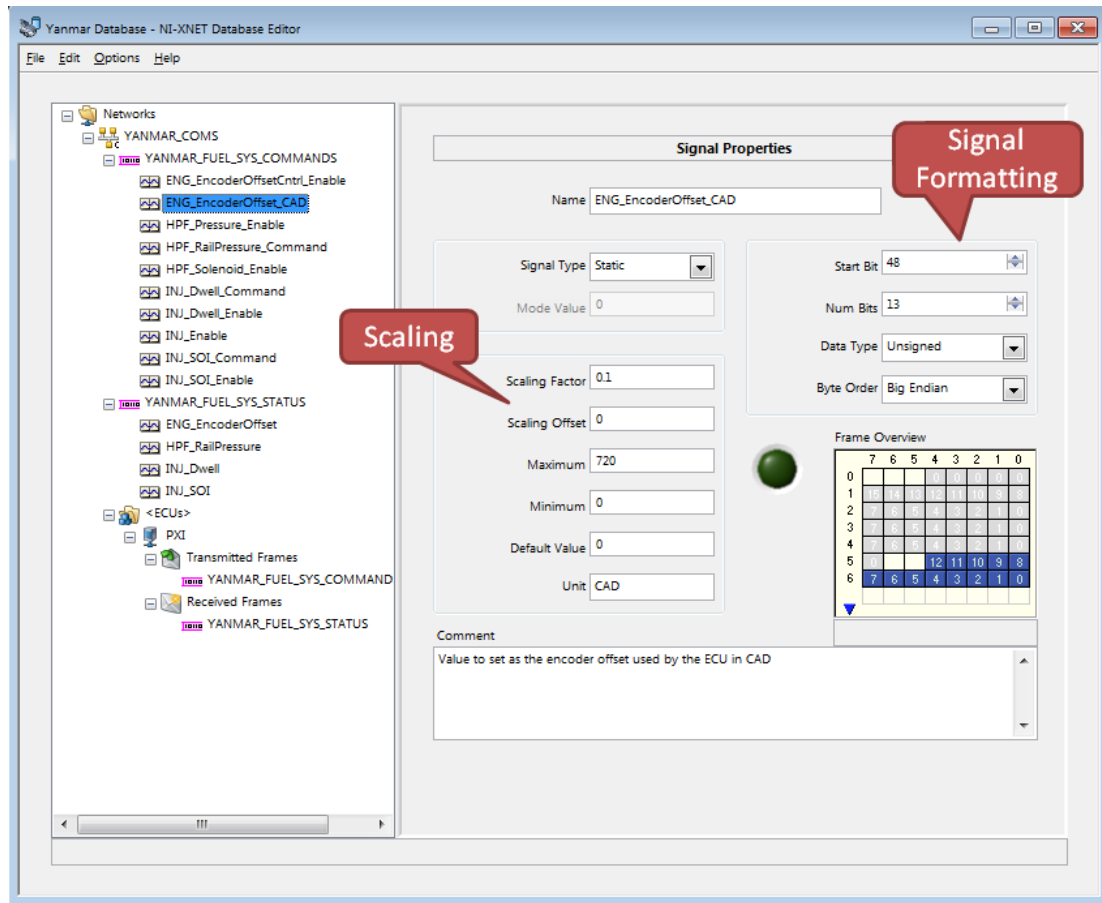 Yanmar Database - NI-XNET Database Editor
File Edit Options Help
Networks
YANMAR_COMS
YANMAR_FUEL_SYS_COMMANDS
ENG_EncoderOffsetCntrl_Enable
ENG_EncoderOffset_CAD
HPF_Pressure_Enable
HPF_RailPressure_Command
HPF_Solenoid_Enable
INJ_Dwell_Command
INJ_Dwell_Enable
INJ_Enable
INJ_SOI_Command
INJ_SOI_Enable
YANMAR_FUEL_SYS_STATUS
ENG_EncoderOffset
HPF_RailPressure
INJ_Dwell
INJ_SOI
<ECUs>
PXI
Transmitted Frames
YANMAR_FUEL_SYS_COMMAND
Received Frames
YANMAR_FUEL_SYS_STATUS
Signal Properties
Signal
Formatting
Name ENG_EncoderOffset_CAD
Signal Type Static
Mode Value 0
Scaling
Scaling Factor 0.1
Scaling Offset 0
Maximum 720
Minimum 0
Default Value 0
Unit CAD
Start Bit 48
Num Bits 13
Data Type Unsigned
Byte Order Big Endian
Frame Overview
7 6 5 4 3 2 1 0
0 0 0 0 0 0
1 15 14 13 12 11 10 9 8
2 7 6 5 4 3 2 1 0
3 7 6 5 4 3 2 1 0
4 7 6 5 4 3 2 1 0
5 0 12 11 10 9 8
6 7 6 5 4 3 2 1 0
Comment
Value to set as the encoder offset used by the ECU in CAD